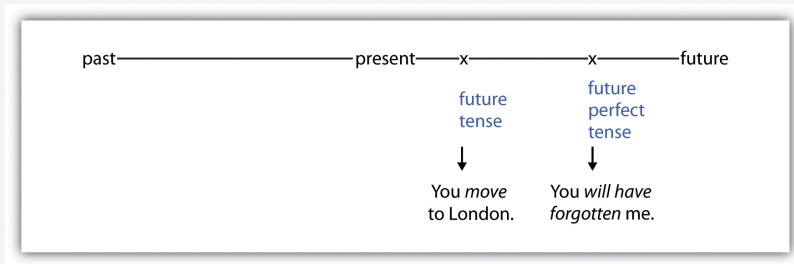 past present x x future
future
tense
future
perfect
tense
You move
to London.
You will have
forgotten me.